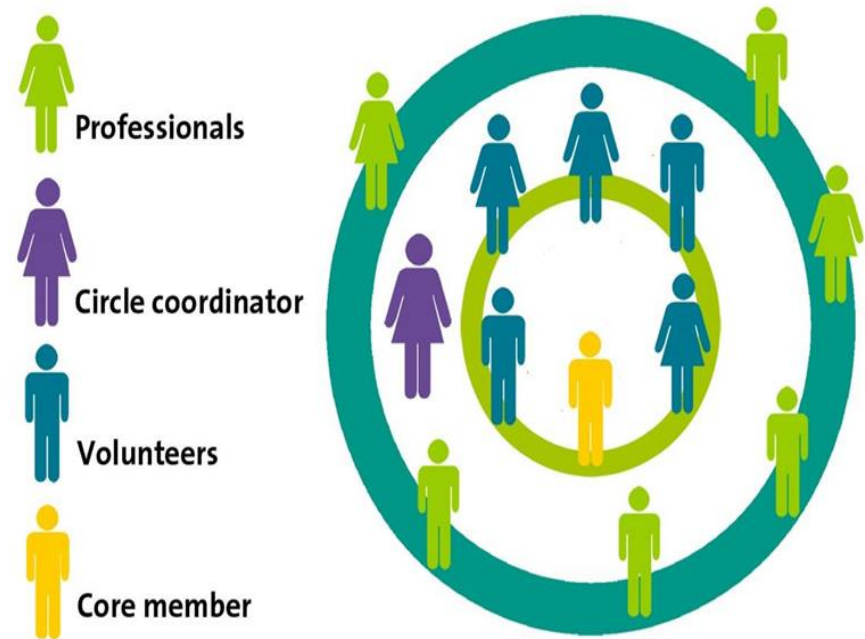 Professionals
Circle coordinator
Volunteers
Core member